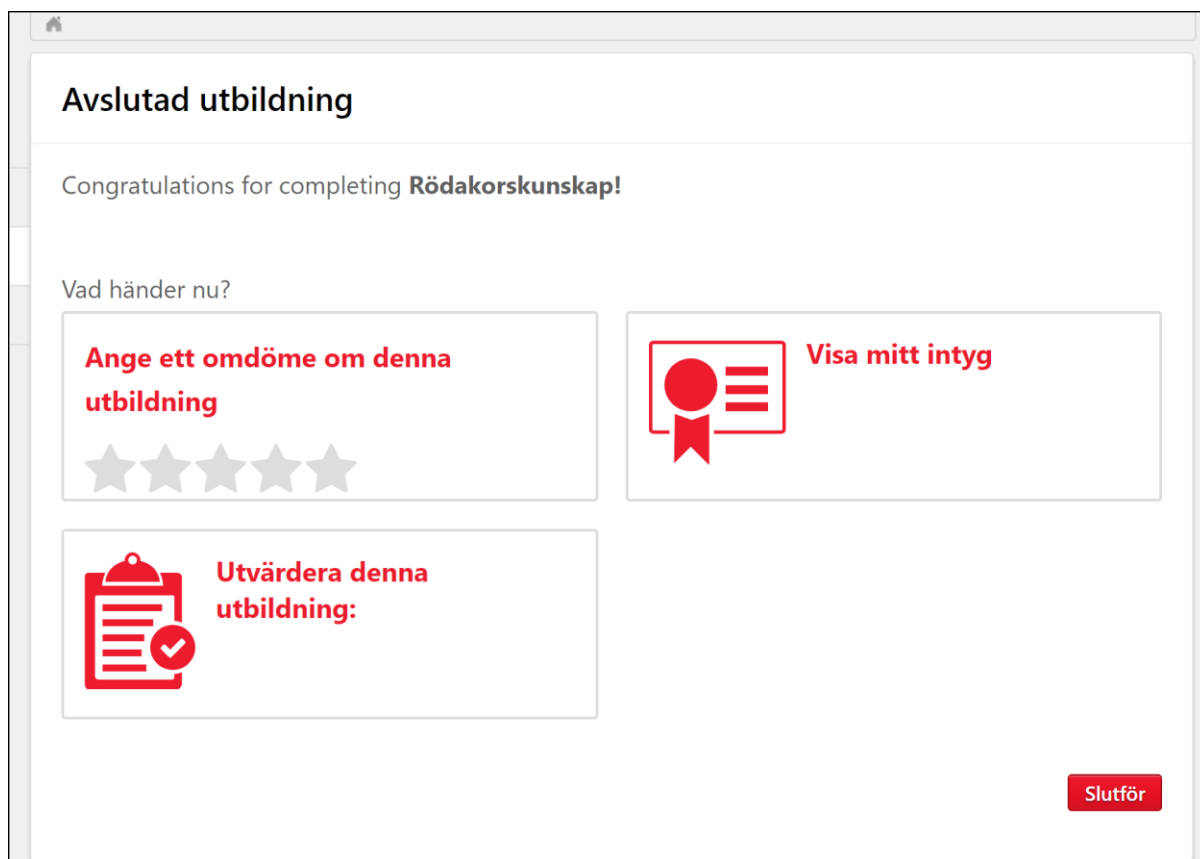 Avslutad utbildning
Congratulations for completing Rödakorskunskap!
Vad händer nu?
Ange ett omdöme om denna
utbildning
Visa mitt intyg
Utvärdera denna
utbildning:
Slutför